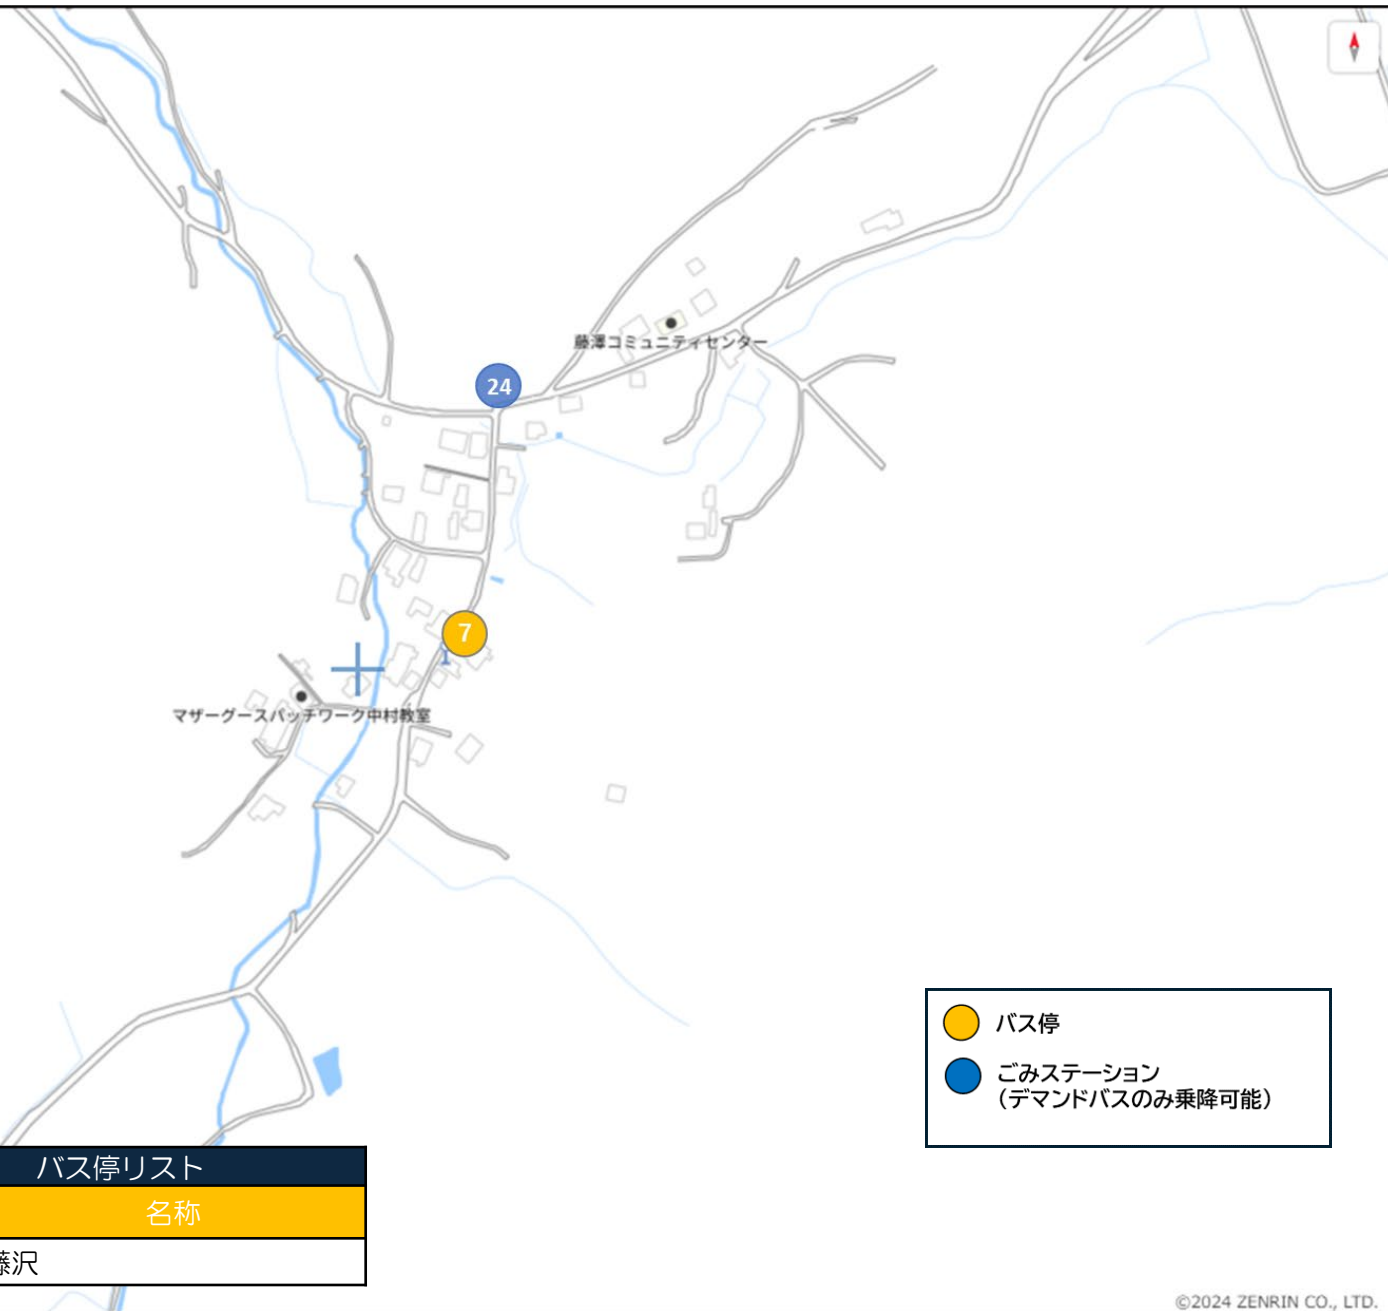 藤澤コミュニティセンター
24
7
マザーグースパッチワーク中村教室
バス停
ごみステーション
（デマンドバスのみ乗降可能）
バス停リスト
名称
藤沢
©2024 ZENRIN CO., LTD.